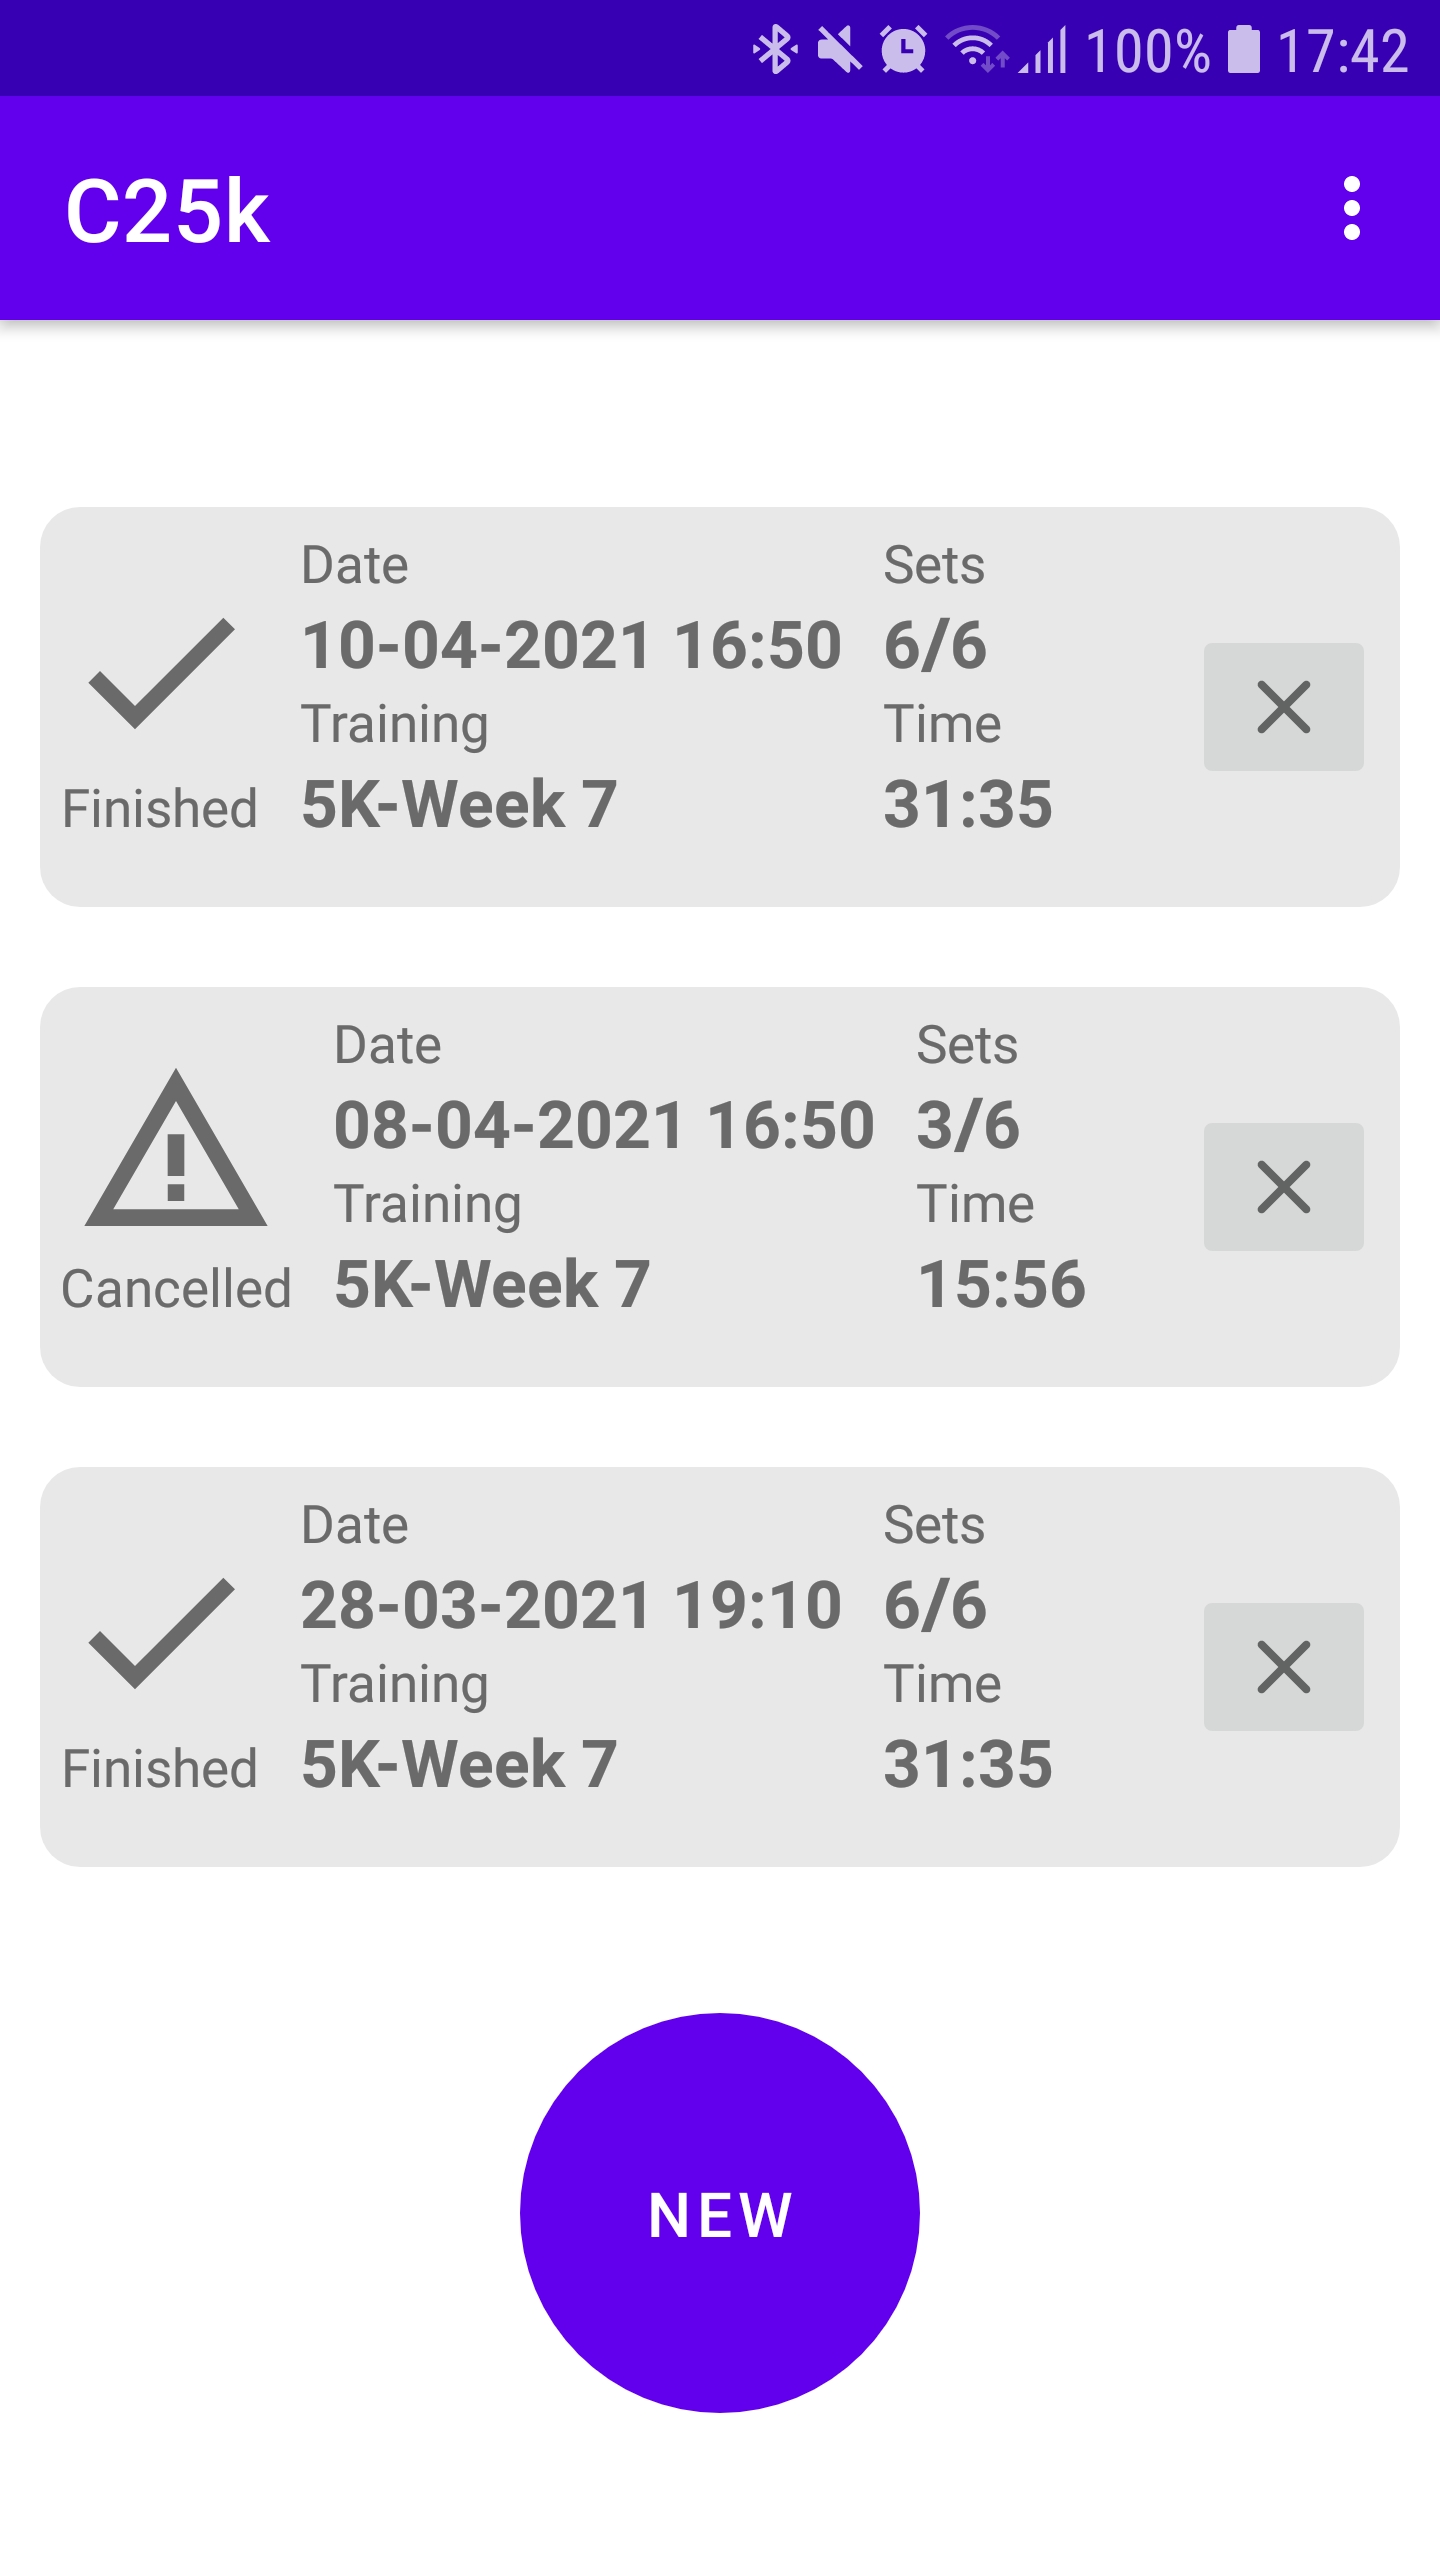 100% 17:42
C25k
Date Sets
10-04-2021 16:50 6/6
Training Time
Finished 5K-Week 7 31:35
Date Sets
08-04-2021 16:50 3/6
Training Time
Cancelled 5K-Week 7 15:56
Date Sets
28-03-2021 19:10 6/6
Training Time
Finished 5K-Week 7 31:35
NEW